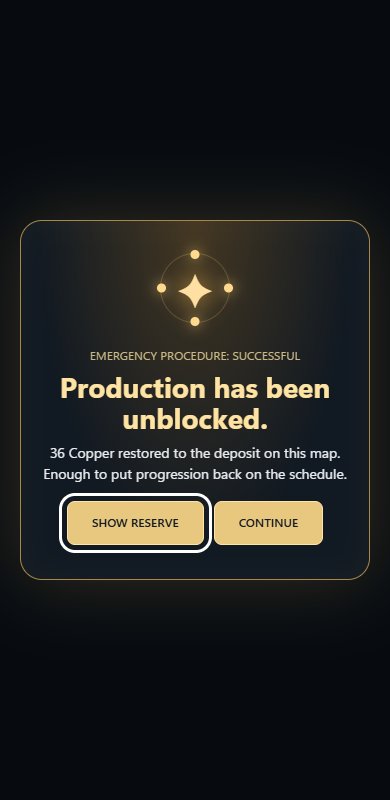 EMERGENCY PROCEDURE: SUCCESSFUL
Production has been
unblocked.
36 Copper restored to the deposit on this map.
Enough to put progression back on the schedule.
SHOW RESERVE
CONTINUE